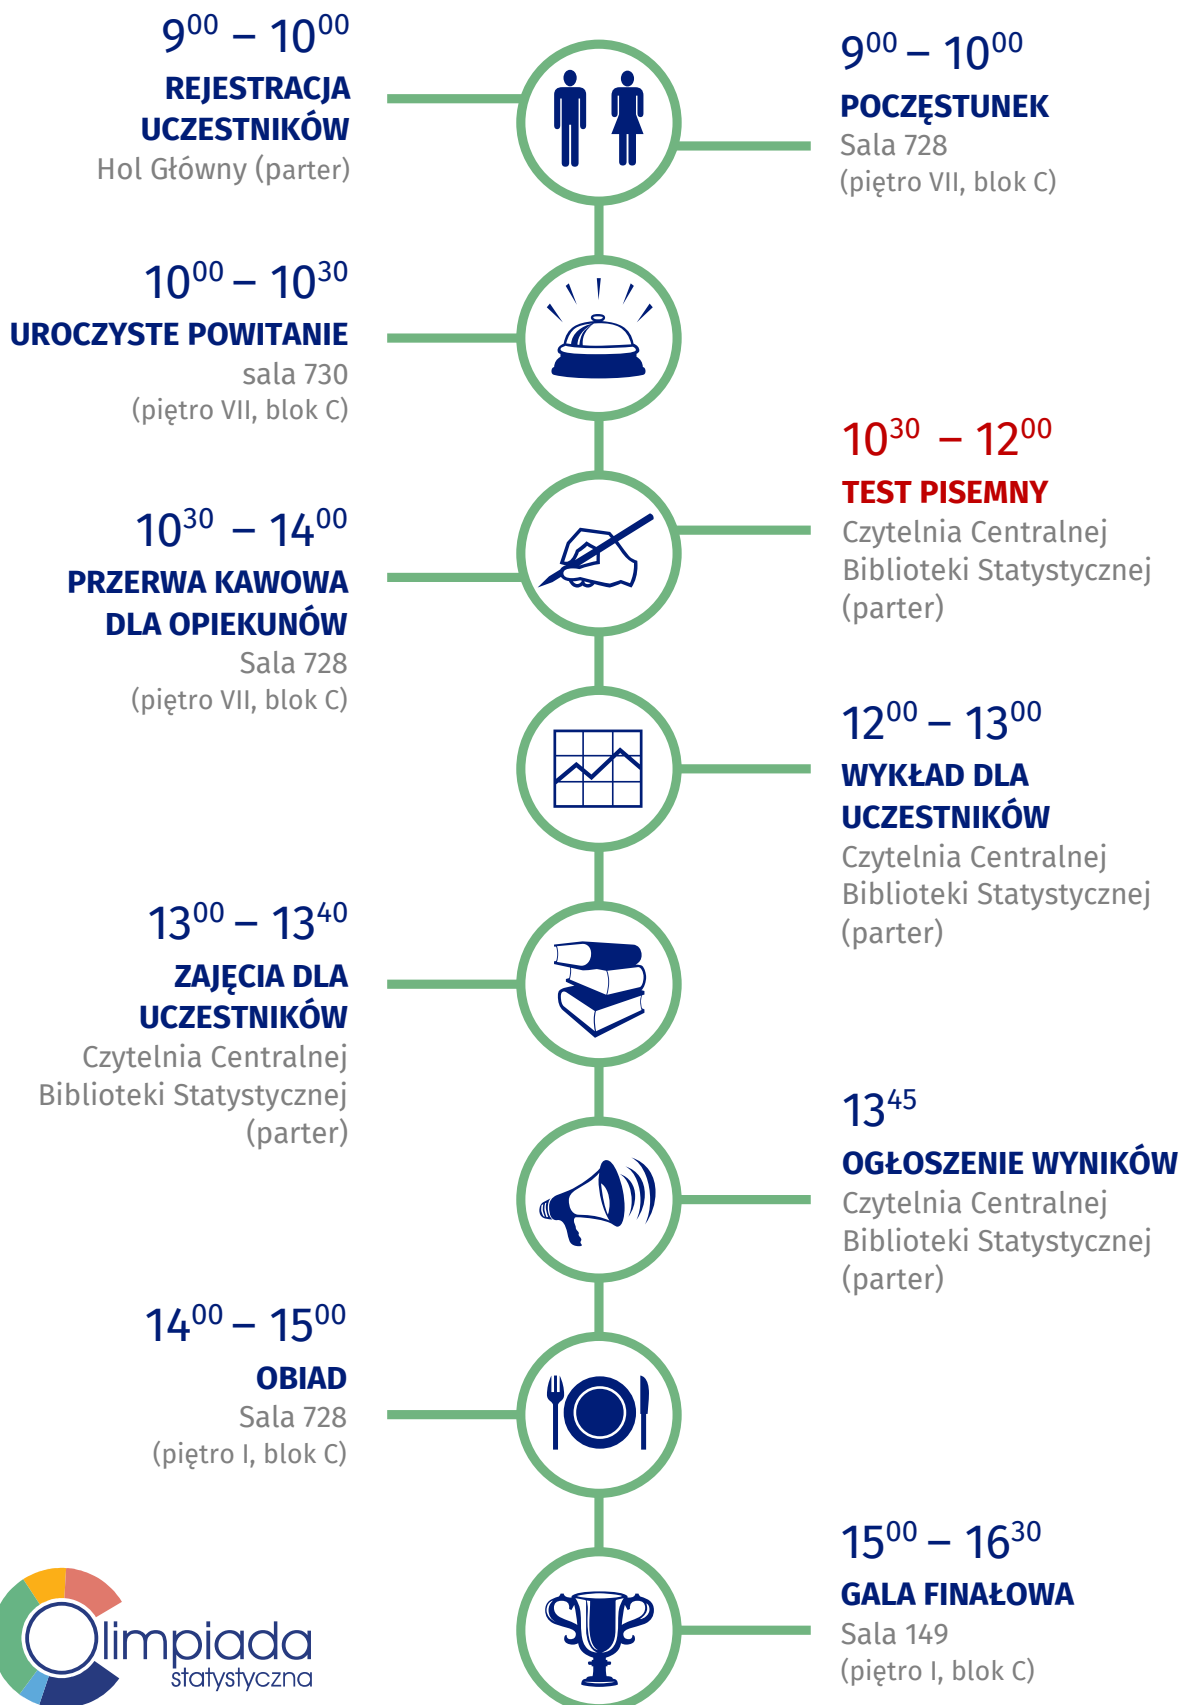 9⁰⁰ – 10⁰⁰
REJESTRACJA
UCZESTNIKÓW
Hol Główny (parter)
9⁰⁰ – 10⁰⁰
POCZĘSTUNEK
Sala 728
(piętro VII, blok C)
10⁰⁰ – 10³⁰
UROCZYSTE POWITANIE
sala 730
(piętro VII, blok C)
10³⁰ – 12⁰⁰
TEST PISEMNY
Czytelnia Centralnej
Biblioteki Statystycznej
(parter)
10³⁰ – 14⁰⁰
PRZERWA KAWOWA
DLA OPIEKUNÓW
Sala 728
(piętro VII, blok C)
12⁰⁰ – 13⁰⁰
WYKŁAD DLA
UCZESTNIKÓW
Czytelnia Centralnej
Biblioteki Statystycznej
(parter)
13⁰⁰ – 13⁴⁰
ZAJĘCIA DLA
UCZESTNIKÓW
Czytelnia Centralnej
Biblioteki Statystycznej
(parter)
13⁴⁵
OGŁOSZENIE WYNIKÓW
Czytelnia Centralnej
Biblioteki Statystycznej
(parter)
14⁰⁰ – 15⁰⁰
OBIAD
Sala 728
(piętro I, blok C)
15⁰⁰ – 16³⁰
GALA FINAŁOWA
Sala 149
(piętro I, blok C)
Olimpiada
statystyczna